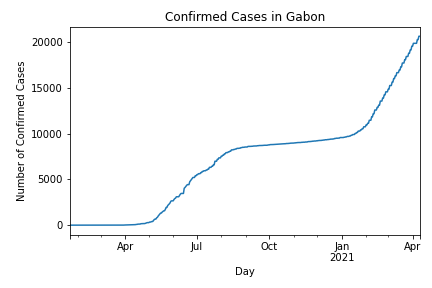 Confirmed Cases in Gabon
Number of Confirmed Cases
20000
15000
10000
5000
0
Apr
Jul
Oct
Jan
2021
Apr
Day